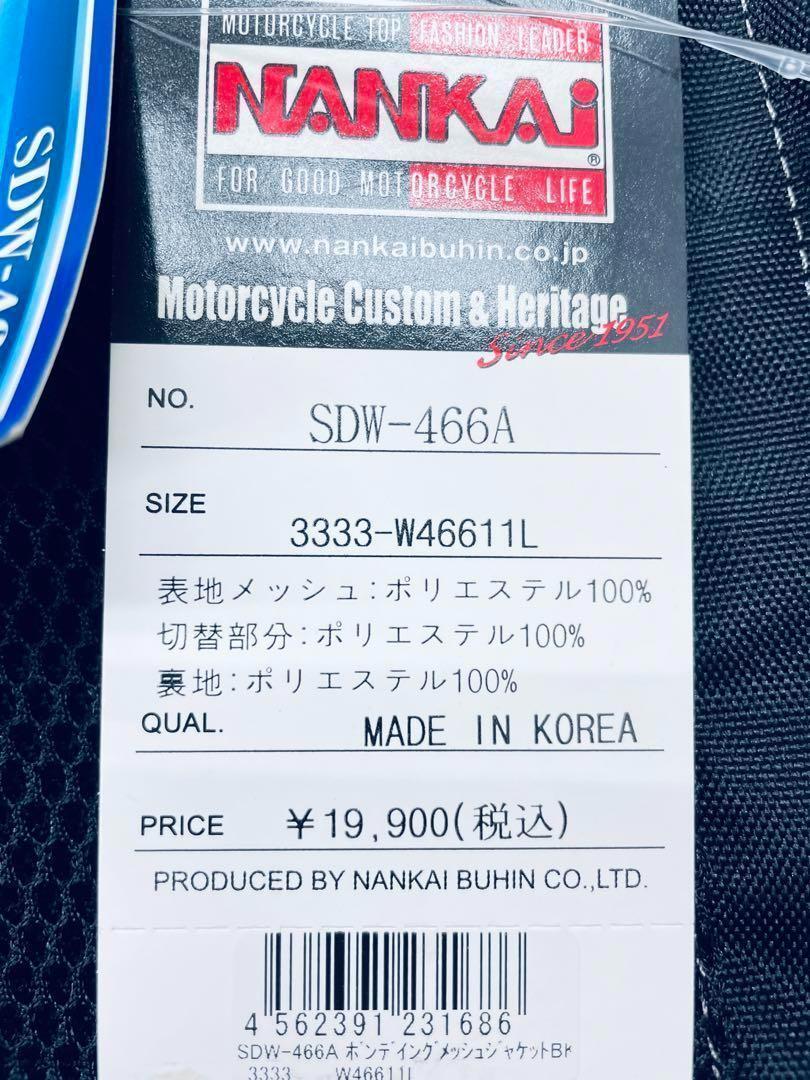 MOTORCYCLE TOP FASHION LEADER
NANKAi®
FOR GOOD MOTORCYCLE LIFE
www.nankaibuhin.co.jp
Motorcycle Custom & Heritage
Since 1951
NO. SDW-466A
SIZE 3333-W46611L
表地メッシュ:ポリエステル100%
切替部分:ポリエステル100%
裏地:ポリエステル100%
QUAL. MADE IN KOREA
PRICE ¥19,900(税込)
PRODUCED BY NANKAI BUHIN CO.,LTD.
4 562391 231686
SDW-466A ボンディングメッシュジャケットBK
3333 W46611L